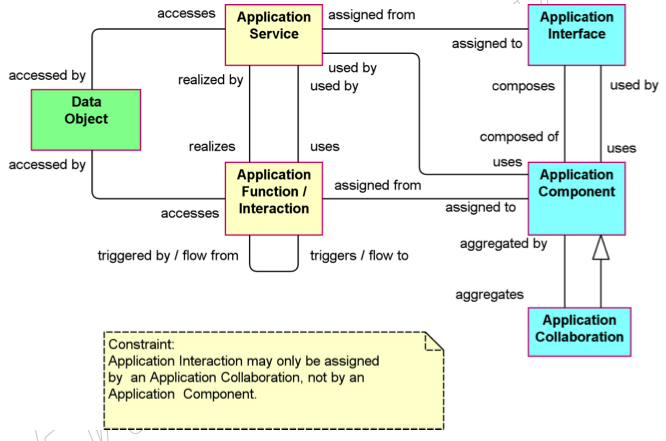 accesses
Application
Service
assigned from
Application
Interface
assigned to
accessed by
realized by
used by
used by
composes
used by
Data
Object
composed of
accessed by
realizes
uses
uses
uses
Application
Function /
Interaction
assigned from
Application
Component
accesses
assigned to
triggered by / flow from
triggers / flow to
aggregated by
aggregates
Application
Collaboration
Constraint:
Application Interaction may only be assigned
by an Application Collaboration, not by an
Application Component.